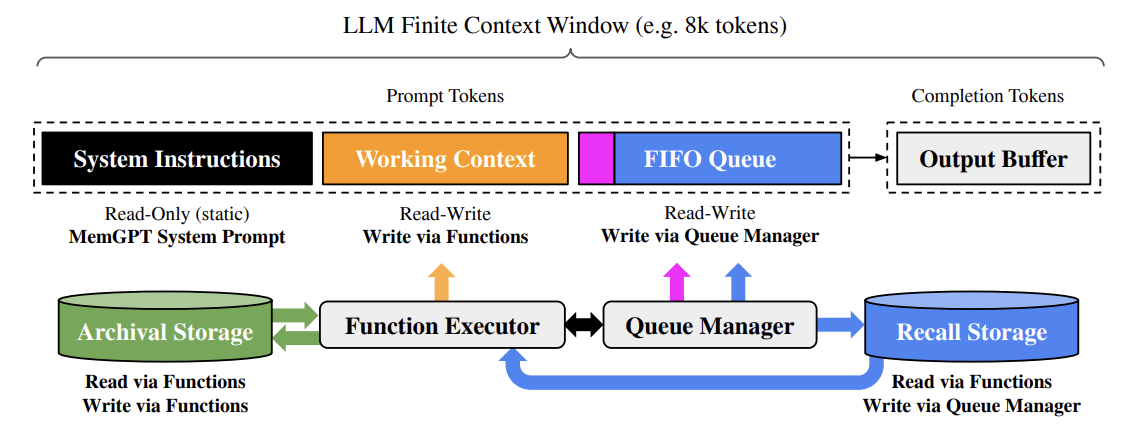 LLM Finite Context Window (e.g. 8k tokens)
Prompt Tokens
Completion Tokens
System Instructions
Working Context
FIFO Queue
Output Buffer
Read-Only (static)
MemGPT System Prompt
Read-Write
Write via Functions
Read-Write
Write via Queue Manager
Archival Storage
Function Executor
Queue Manager
Recall Storage
Read via Functions
Write via Functions
Read via Functions
Write via Queue Manager